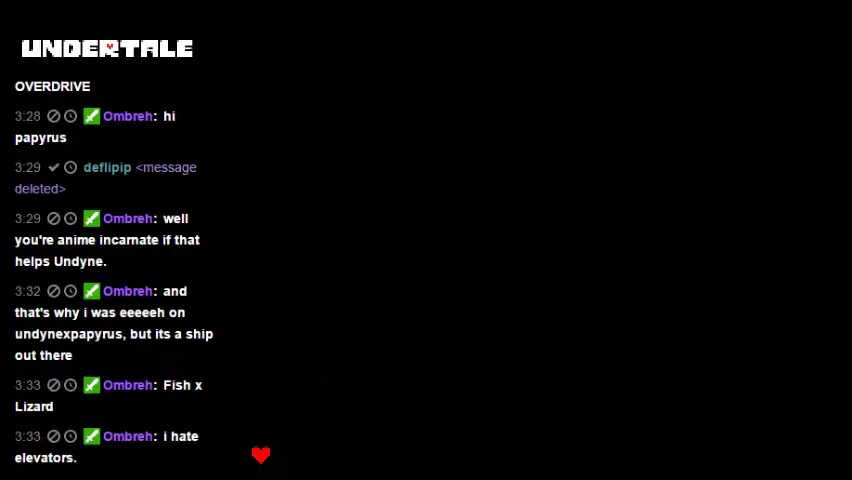 UNDERTALE
OVERDRIVE
3:28 Ombreh: hi
papyrus
3:29 deflipip <message
deleted>
3:29 Ombreh: well
you're anime incarnate if that
helps Undyne.
3:32 Ombreh: and
that's why i was eeeeeh on
undynexpapyrus, but its a ship
out there
3:33 Ombreh: Fish x
Lizard
3:33 Ombreh: i hate
elevators.